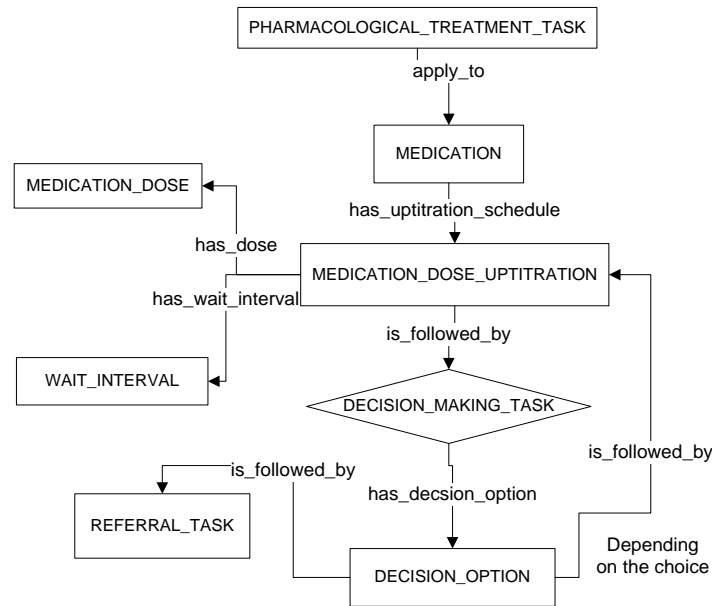 PHARMACOLOGICAL_TREATMENT_TASK
apply_to
MEDICATION
MEDICATION_DOSE
has_uptitration_schedule
has_dose
MEDICATION_DOSE_UPTITRATION
has_wait_interval
is_followed_by
WAIT_INTERVAL
DECISION_MAKING_TASK
is_followed_by
is_followed_by
has_decsion_option
REFERRAL_TASK
Depending
on the choice
DECISION_OPTION